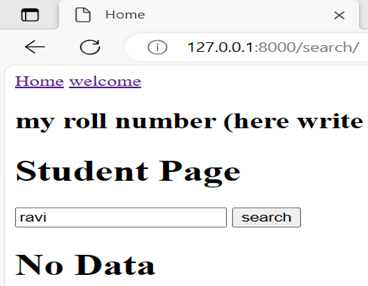 Home
127.0.0.1:8000/search/
Home welcome
my roll number (here write
Student Page
ravi search
No Data